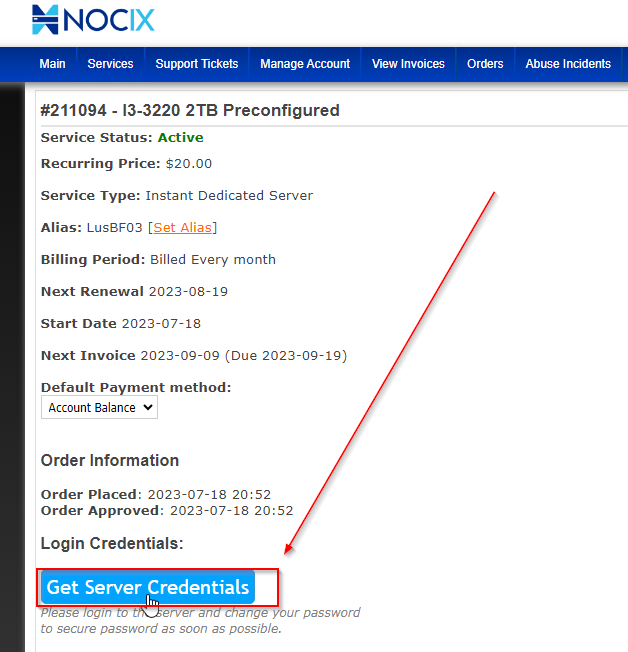 NOCIX
Main Services Support Tickets Manage Account View Invoices Orders Abuse Incidents
#211094 - I3-3220 2TB Preconfigured
Service Status: Active
Recurring Price: $20.00
Service Type: Instant Dedicated Server
Alias: LusBF03 [Set Alias]
Billing Period: Billed Every month
Next Renewal 2023-08-19
Start Date 2023-07-18
Next Invoice 2023-09-09 (Due 2023-09-19)
Default Payment method:
Account Balance
Order Information
Order Placed: 2023-07-18 20:52
Order Approved: 2023-07-18 20:52
Login Credentials:
Get Server Credentials
Please login to the server and change your password
to secure password as soon as possible.